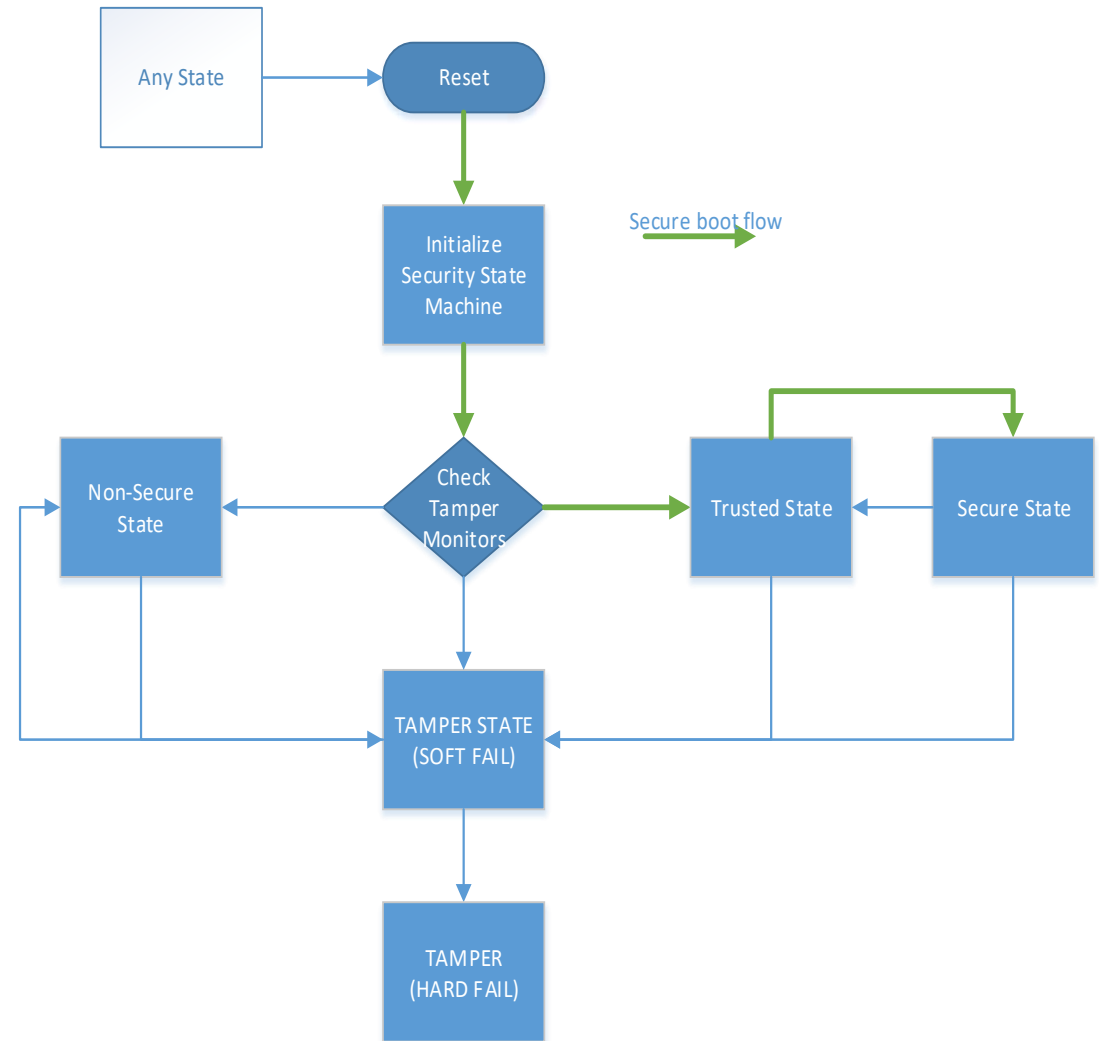 Any State
Reset
Secure boot flow
Initialize
Security State
Machine
Non-Secure
State
Check
Tamper
Monitors
Trusted State
Secure State
TAMPER STATE
(SOFT FAIL)
TAMPER
(HARD FAIL)